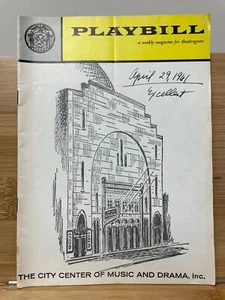 PLAYBILL
a weekly magazine for theatregoers
April 29, 1961
Excellent
THE CITY CENTER OF MUSIC AND DRAMA, Inc.